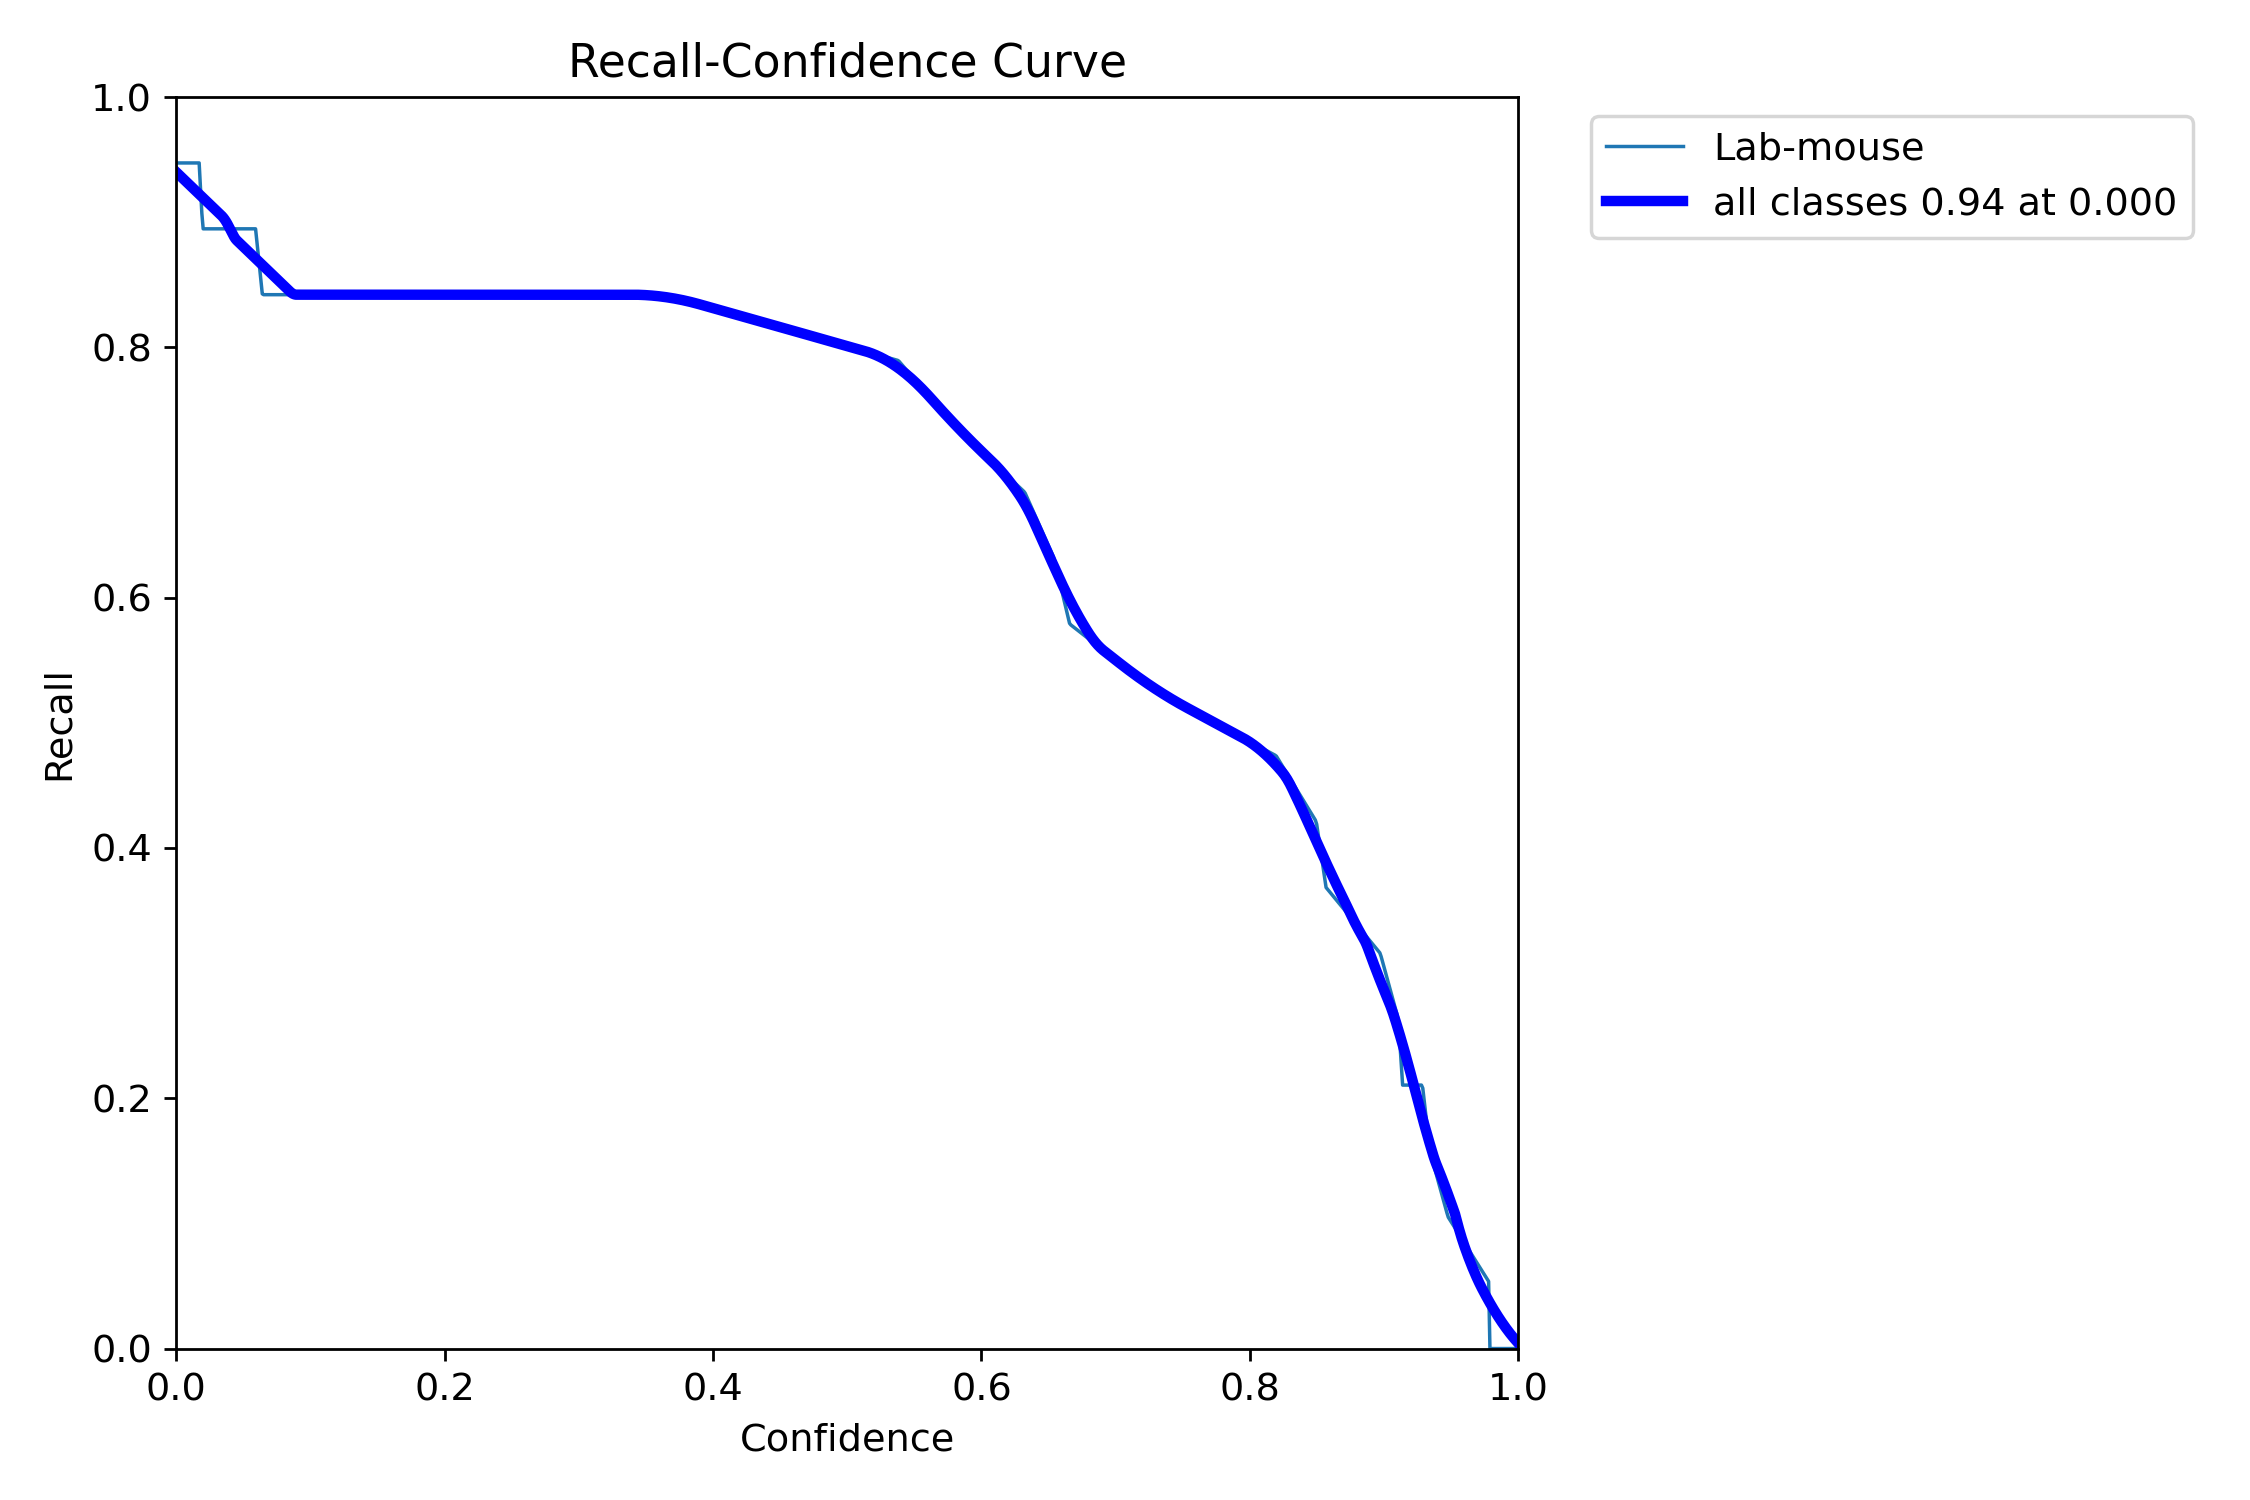 Recall-Confidence Curve
1.0
0.8
0.6
0.4
0.2
0.0
Recall
0.0 0.2 0.4 0.6 0.8 1.0
Confidence
Lab-mouse
all classes 0.94 at 0.000